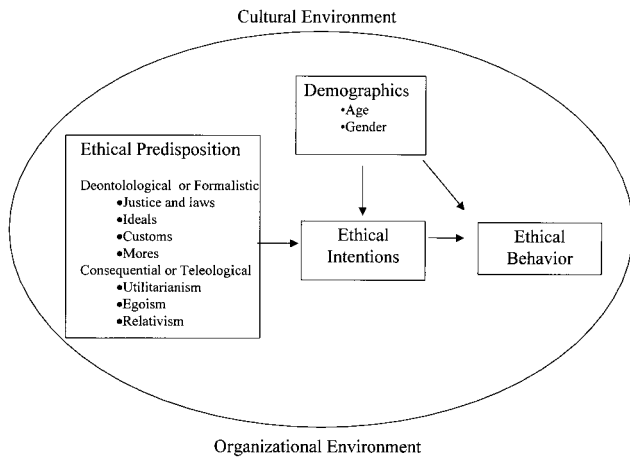 Cultural Environment
Demographics
•Age
•Gender
Ethical Predisposition
Deontolological or Formalistic
•Justice and laws
•Ideals
•Customs
•Mores
Consequential or Teleological
•Utilitarianism
•Egoism
•Relativism
Ethical
Intentions
Ethical
Behavior
Organizational Environment